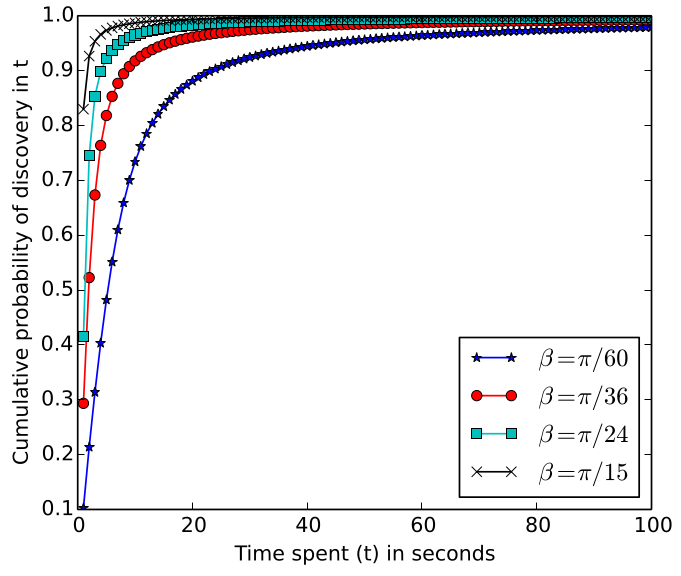 Cumulative probability of discovery in t
1.0
0.9
0.8
0.7
0.6
0.5
0.4
0.3
0.2
0.1
0 20 40 60 80 100
Time spent (t) in seconds
β=π/60
β=π/36
β=π/24
β=π/15